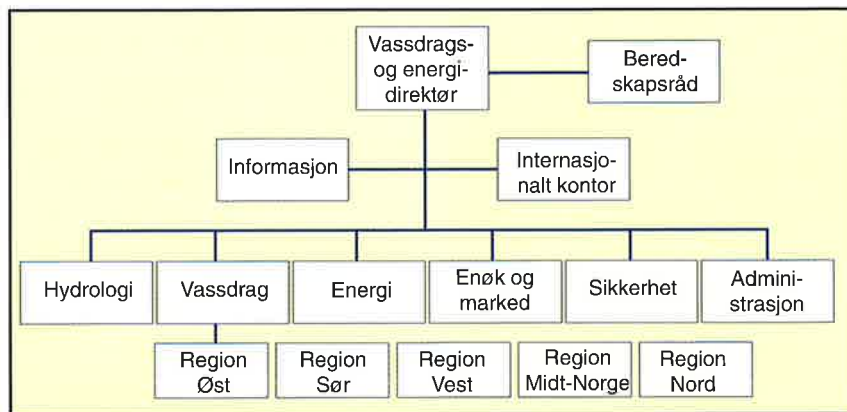 Vassdrags-
og energi-
direktør
Bered-
skapsråd
Informasjon
Internasjo-
nalt kontor
Hydrologi
Vassdrag
Energi
Enøk og
marked
Sikkerhet
Admini-
strasjon
Region
Øst
Region
Sør
Region
Vest
Region
Midt-Norge
Region
Nord